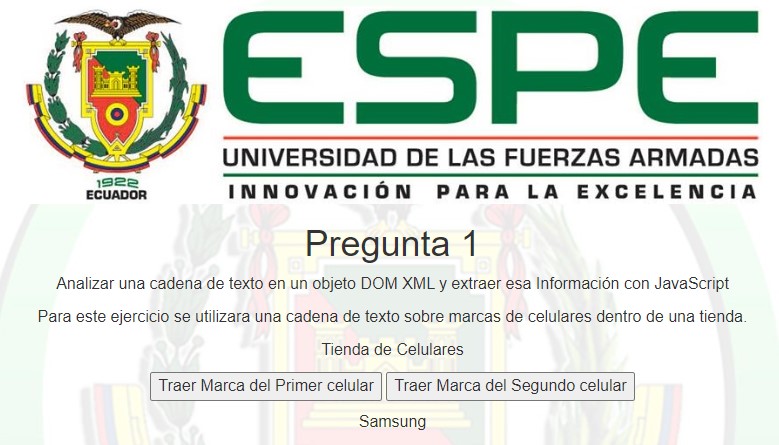 ESPE
UNIVERSIDAD DE LAS FUERZAS ARMADAS
INNOVACIÓN PARA LA EXCELENCIA
1922
ECUADOR
Pregunta 1
Analizar una cadena de texto en un objeto DOM XML y extraer esa Información con JavaScript
Para este ejercicio se utilizara una cadena de texto sobre marcas de celulares dentro de una tienda.
Tienda de Celulares
Traer Marca del Primer celular Traer Marca del Segundo celular
Samsung